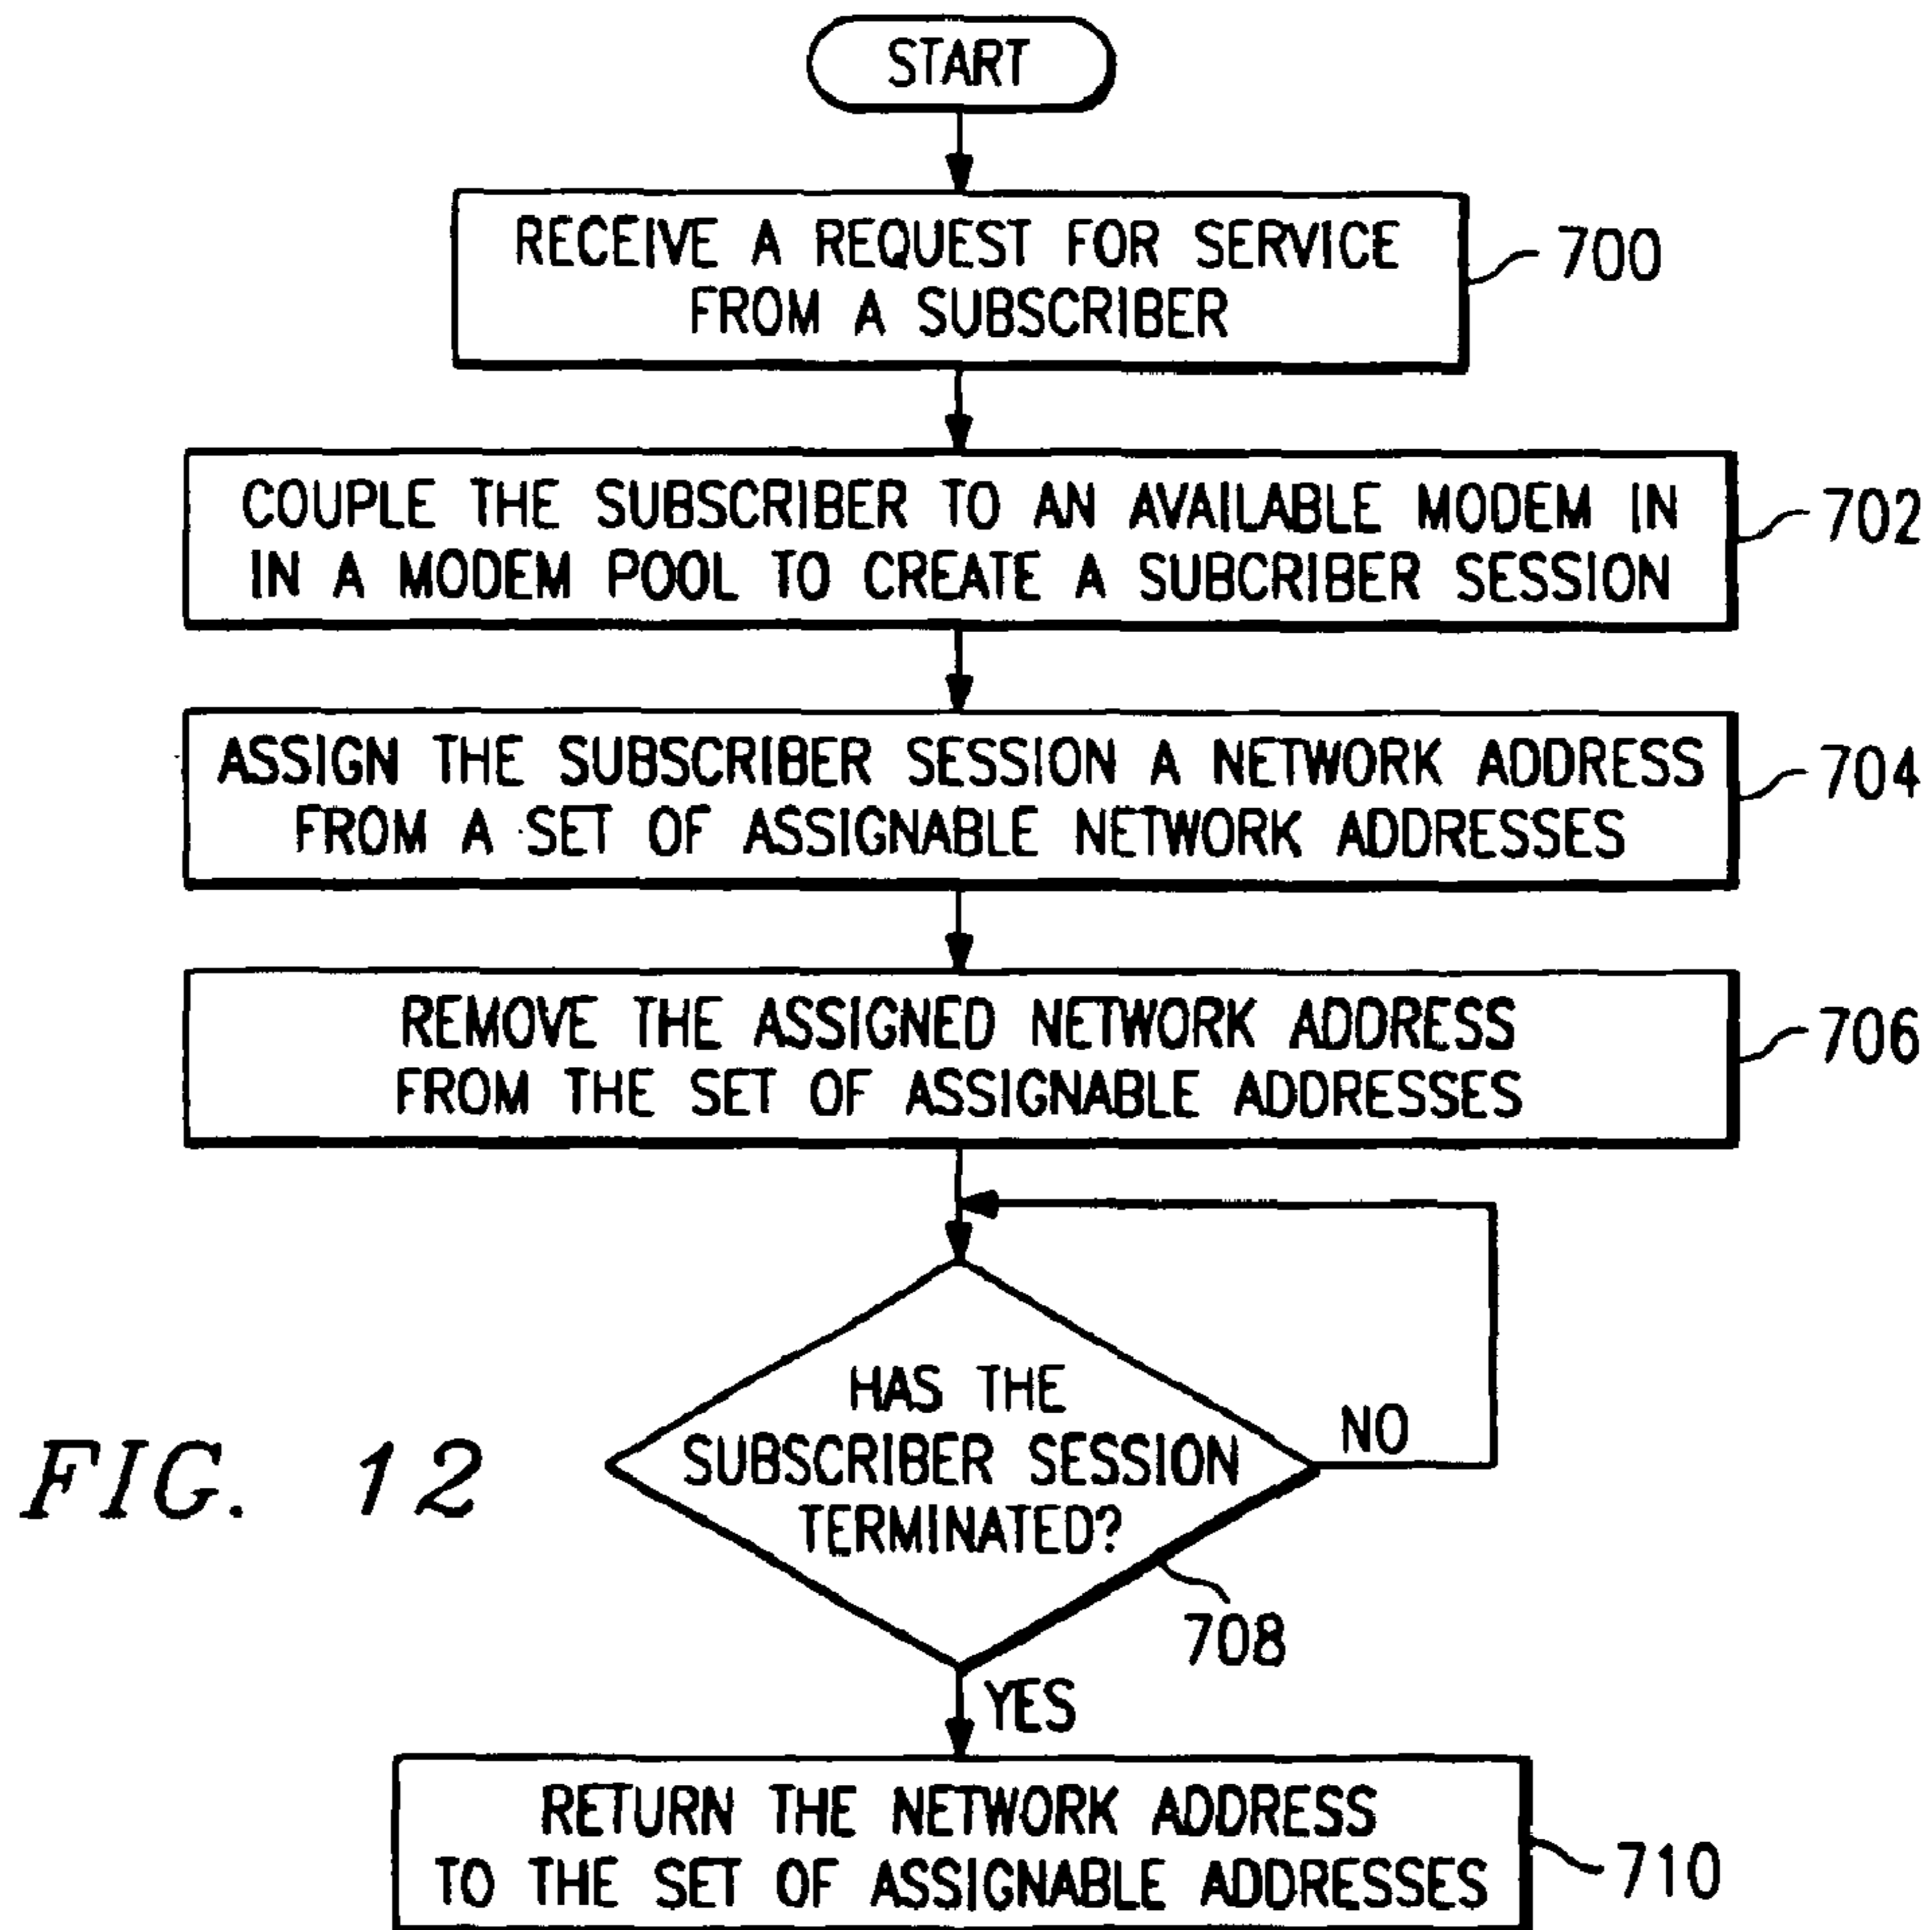 START
RECEIVE A REQUEST FOR SERVICE
FROM A SUBSCRIBER
700
COUPLE THE SUBSCRIBER TO AN AVAILABLE MODEM IN
IN A MODEM POOL TO CREATE A SUBCRIBER SESSION
702
ASSIGN THE SUBSCRIBER SESSION A NETWORK ADDRESS
FROM A SET OF ASSIGNABLE NETWORK ADDRESSES
704
REMOVE THE ASSIGNED NETWORK ADDRESS
FROM THE SET OF ASSIGNABLE ADDRESSES
706
HAS THE
SUBSCRIBER SESSION
TERMINATED?
NO
708
YES
FIG. 12
RETURN THE NETWORK ADDRESS
TO THE SET OF ASSIGNABLE ADDRESSES
710